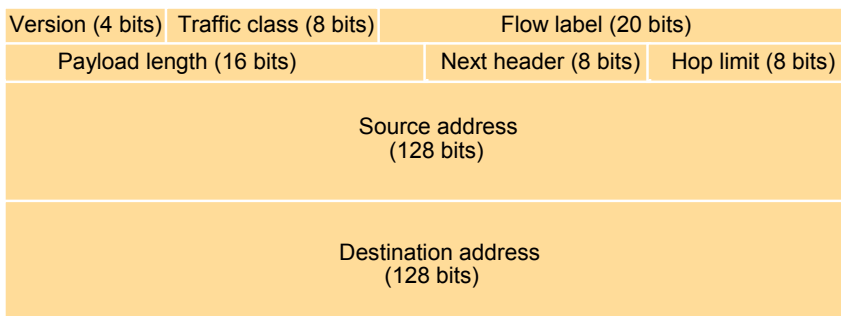 Version (4 bits) Traffic class (8 bits) Flow label (20 bits)
Payload length (16 bits) Next header (8 bits) Hop limit (8 bits)
Source address
(128 bits)
Destination address
(128 bits)